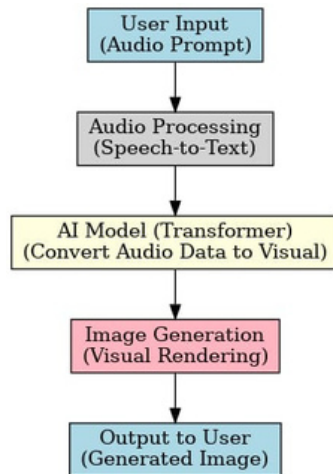 User Input
(Audio Prompt)
Audio Processing
(Speech-to-Text)
AI Model (Transformer)
(Convert Audio Data to Visual)
Image Generation
(Visual Rendering)
Output to User
(Generated Image)